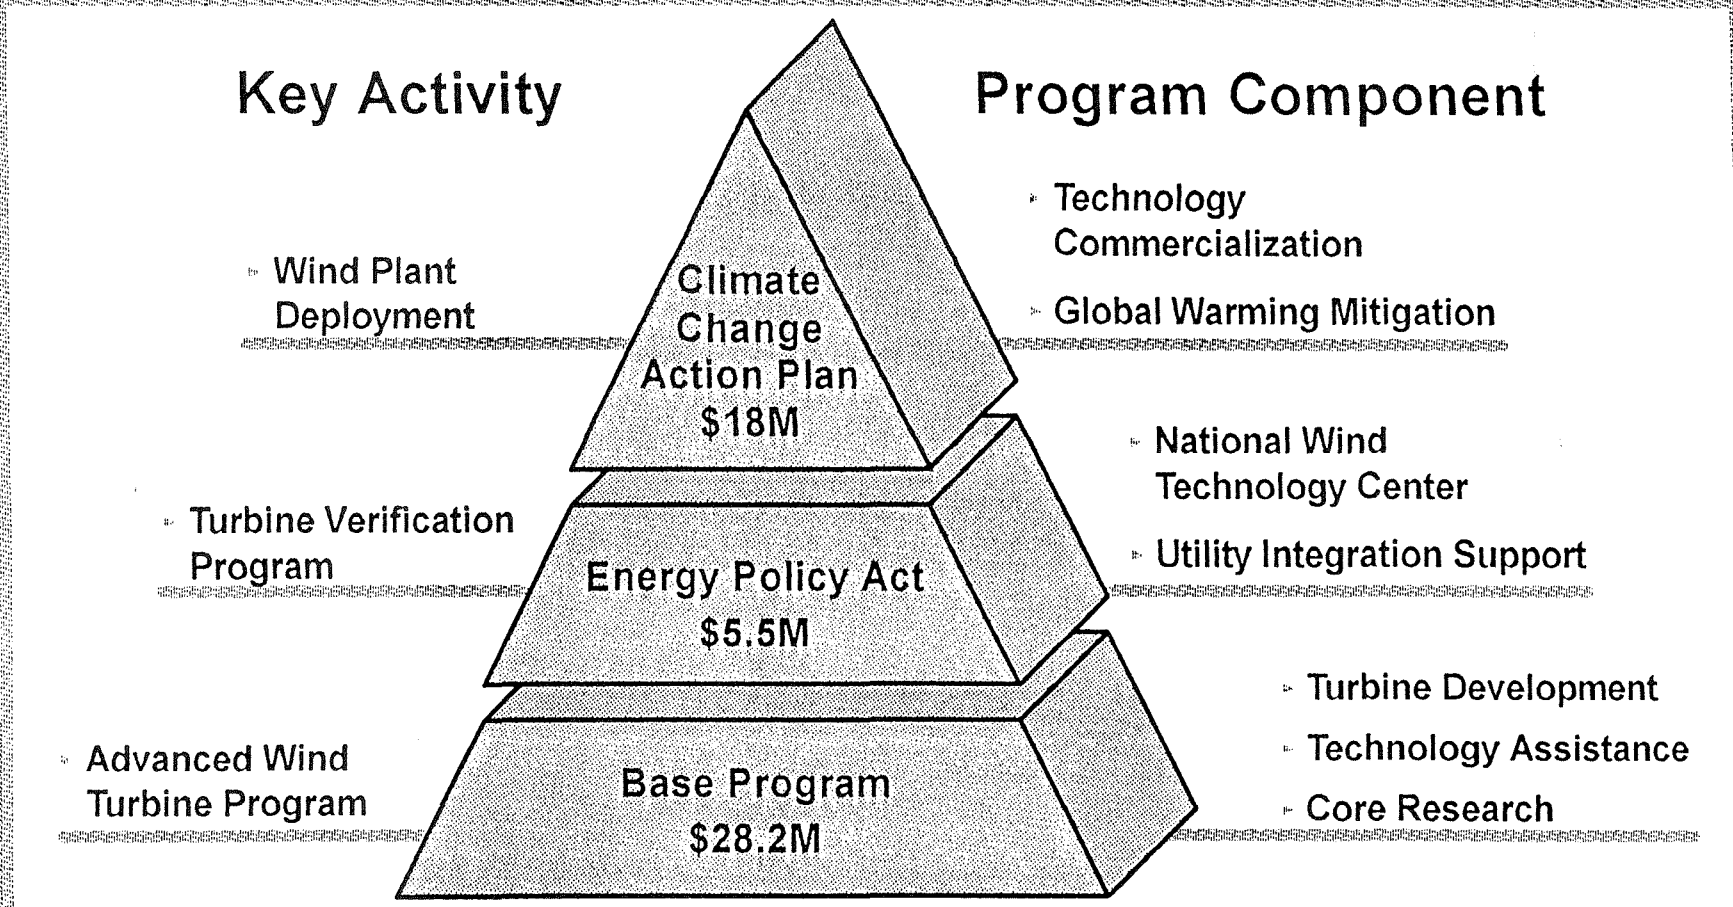 Key Activity
Program Component
Technology
Commercialization
Global Warming Mitigation
Wind Plant
Deployment
Climate
Change
Action Plan
$18M
National Wind
Technology Center
Utility Integration Support
Turbine Verification
Program
Energy Policy Act
$5.5M
Turbine Development
Technology Assistance
Core Research
Advanced Wind
Turbine Program
Base Program
$28.2M